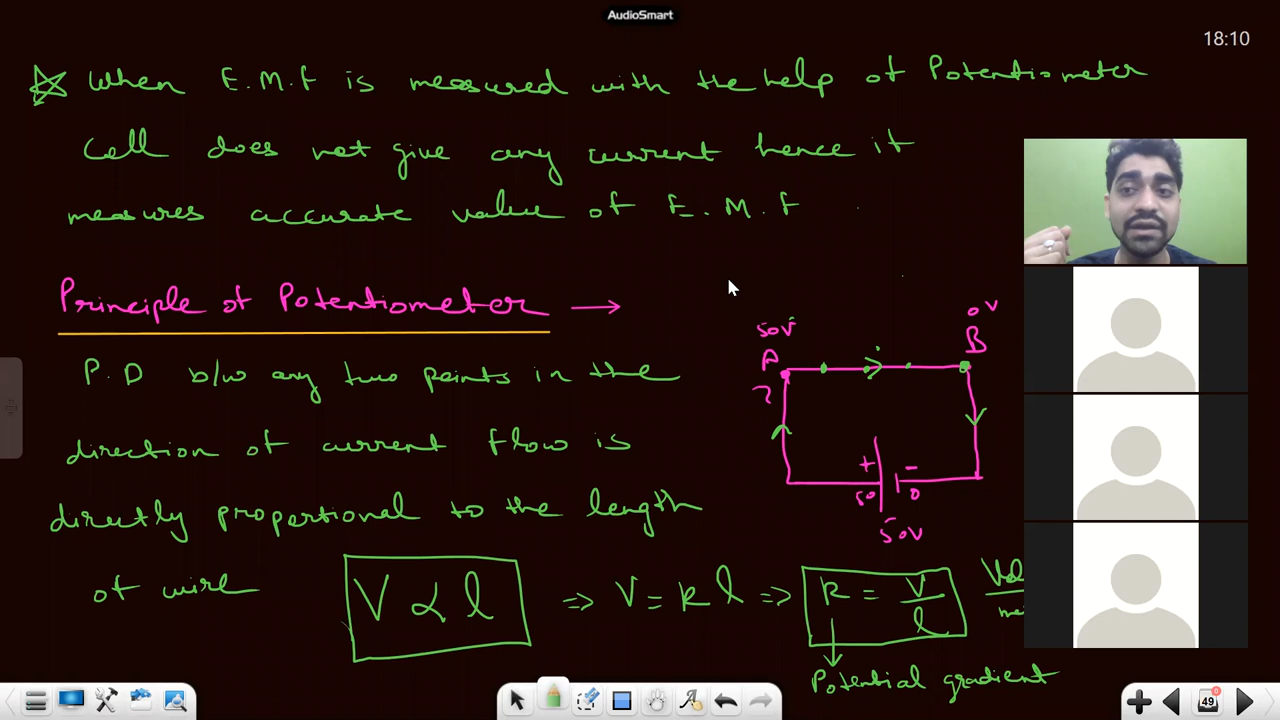 AudioSmart
18:10
When E.M.F is measured with the help of Potentiometer
Cell does not give any current hence it
measures accurate value of E.M.F
Principle of Potentiometer →
P.D b/w any two points in the
direction of current flow is
directly proportional to the length
of wire
V ∝ l ⇒ V = K l ⇒ K = V/l
Potential gradient
50V
A
?
0V
B
+ -
50 0
50V
49